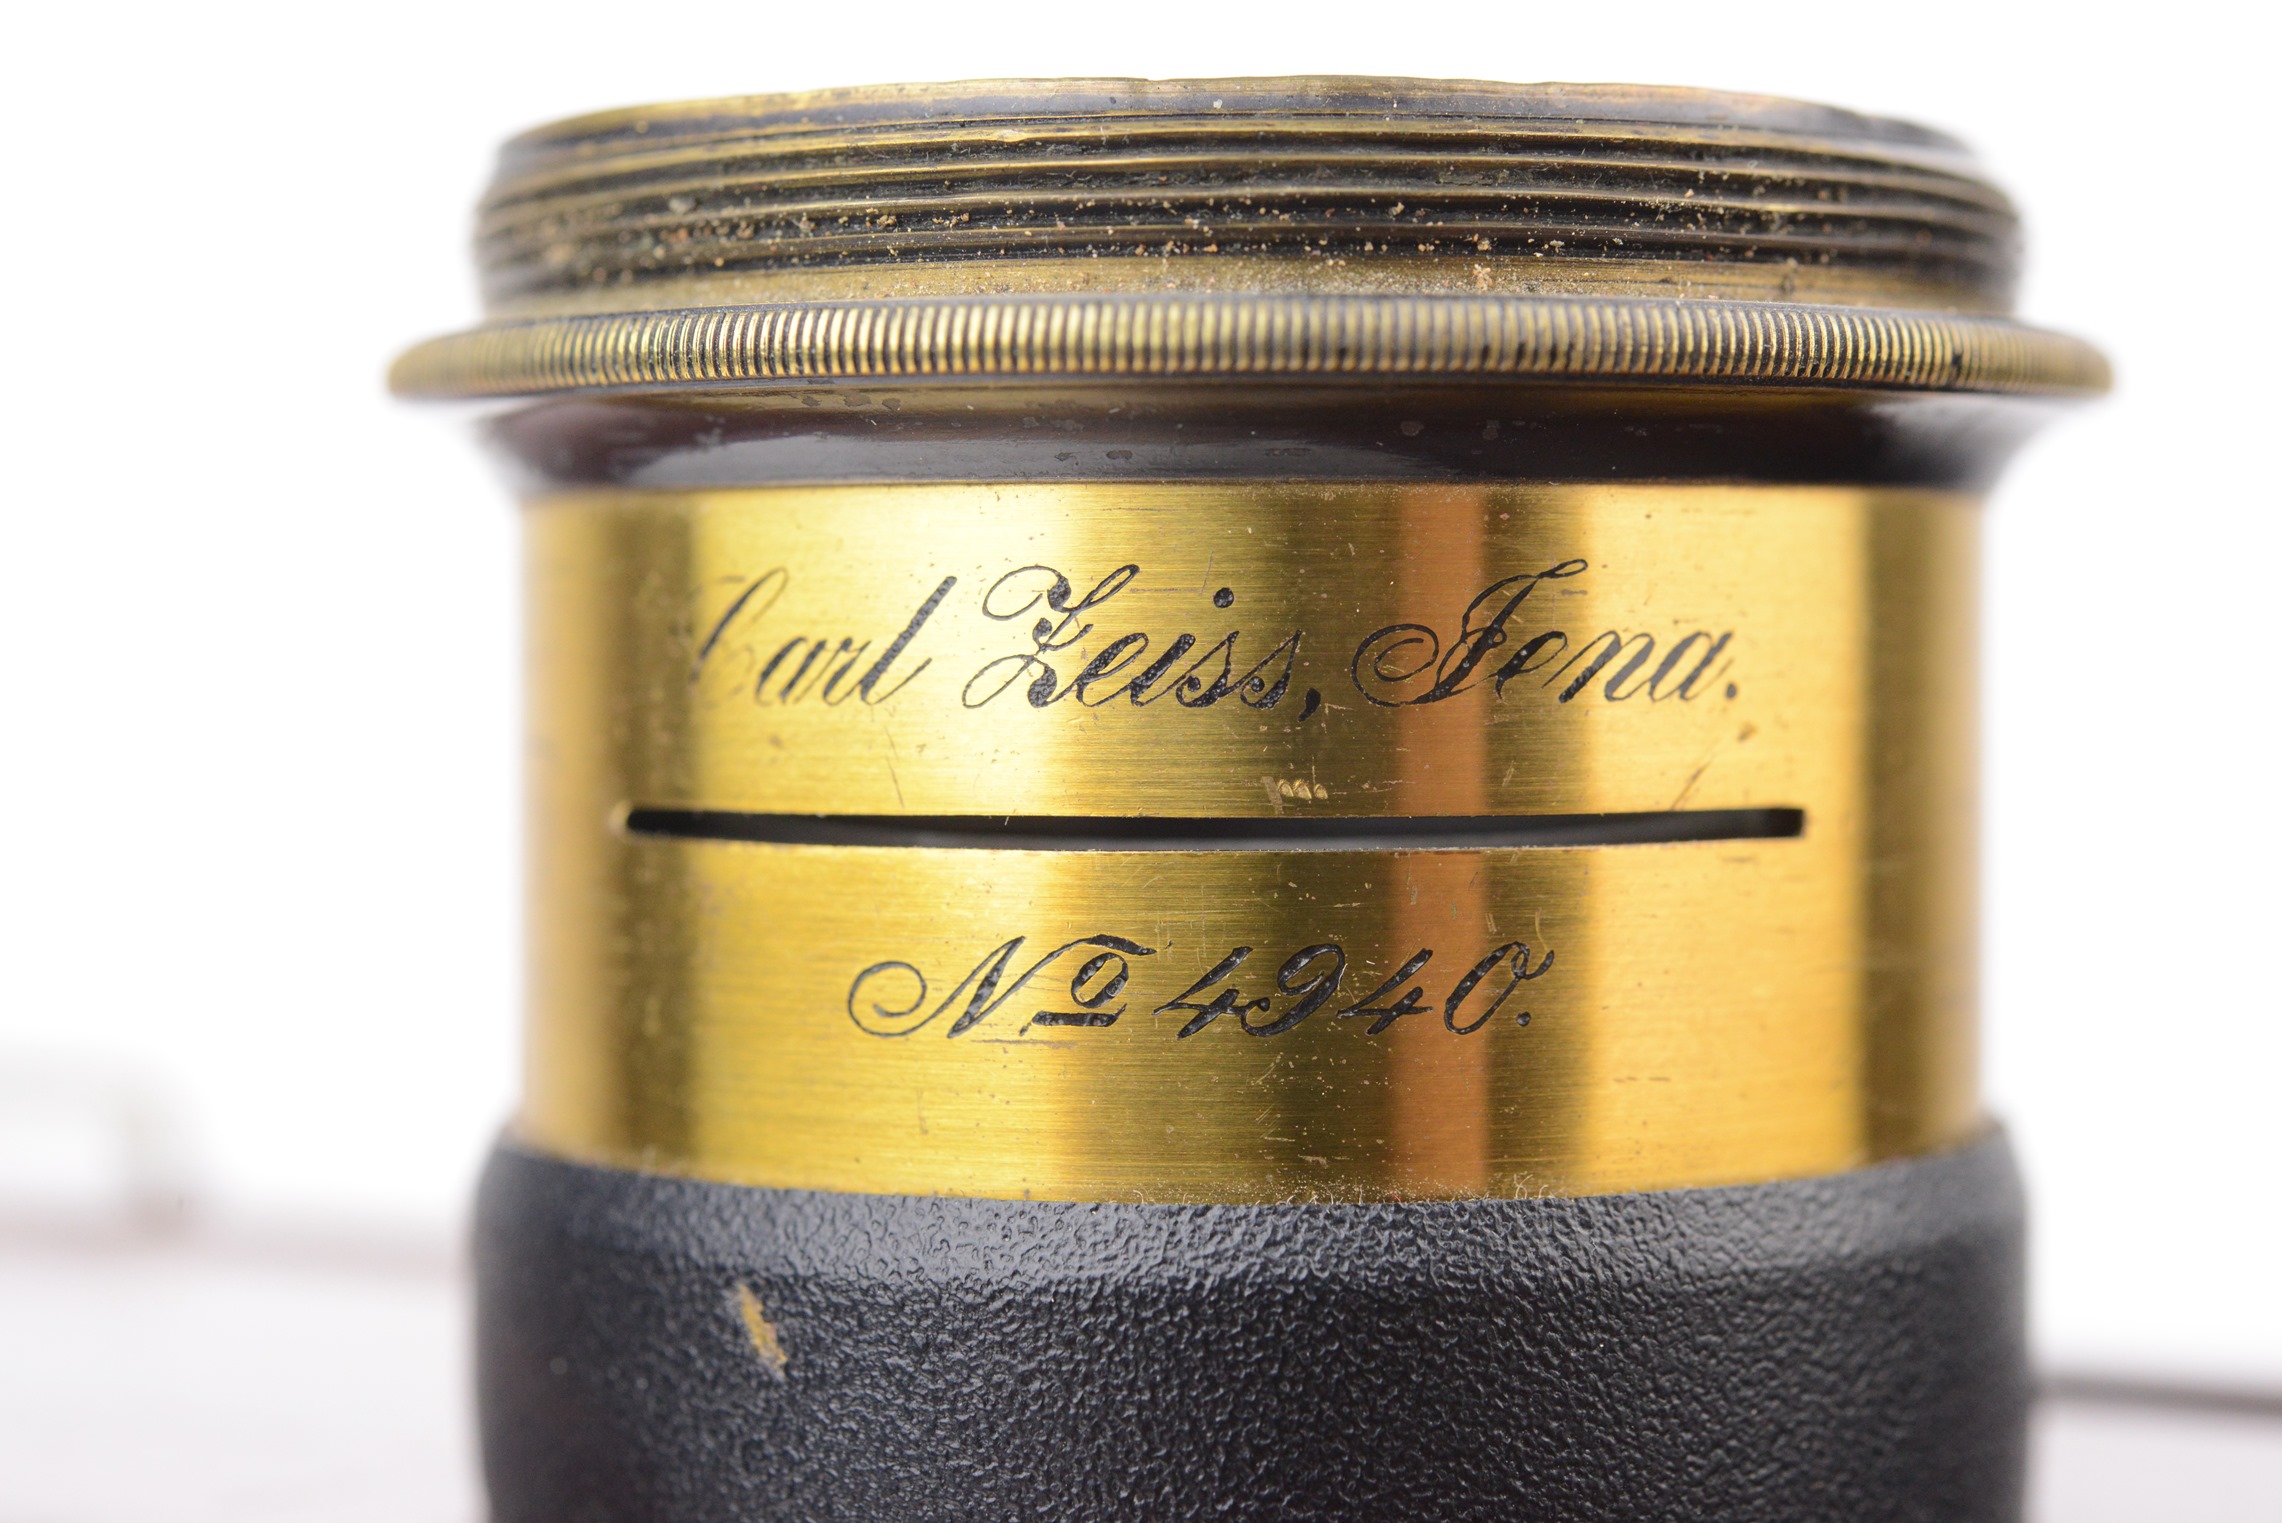 Carl Zeiss, Jena.
No 4940.